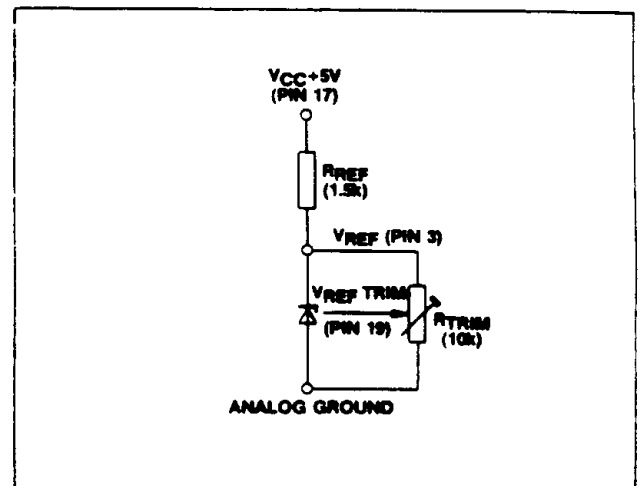 VCC+5V
(PIN 17)
RREF
(1.5k)
VREF (PIN 3)
VREF TRIM
(PIN 19)
RTRIM
(10k)
ANALOG GROUND